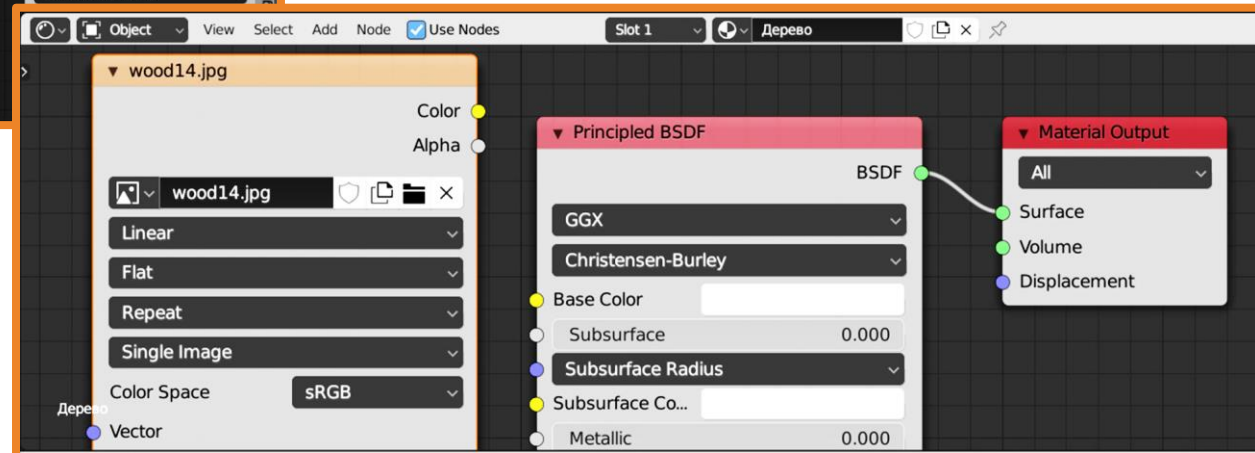 Object View Select Add Node Use Nodes Slot 1 Дерево
wood14.jpg
Color
Alpha
wood14.jpg
Linear
Flat
Repeat
Single Image
Color Space sRGB
Vector
Дерево
Principled BSDF
BSDF
GGX
Christensen-Burley
Base Color
Subsurface 0.000
Subsurface Radius
Subsurface Co...
Metallic 0.000
Material Output
All
Surface
Volume
Displacement